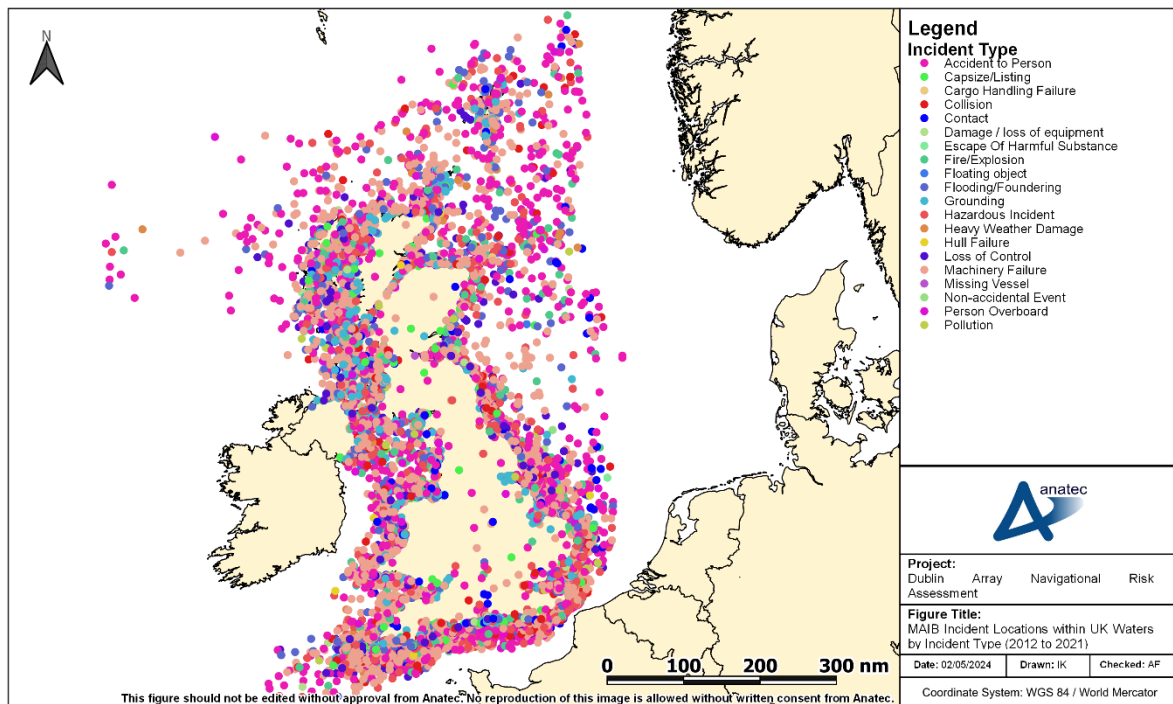 N
0 100 200 300 nm
This figure should not be edited without approval from Anatec. No reproduction of this image is allowed without written consent from Anatec.
Legend
Incident Type
Accident to Person
Capsize/Listing
Cargo Handling Failure
Collision
Contact
Damage / loss of equipment
Escape Of Harmful Substance
Fire/Explosion
Floating object
Flooding/Foundering
Grounding
Hazardous Incident
Heavy Weather Damage
Hull Failure
Loss of Control
Machinery Failure
Missing Vessel
Non-accidental Event
Person Overboard
Pollution
anatec
Project:
Dublin Array Navigational Risk
Assessment
Figure Title:
MAIB Incident Locations within UK Waters
by Incident Type (2012 to 2021)
Date: 02/05/2024 Drawn: IK Checked: AF
Coordinate System: WGS 84 / World Mercator